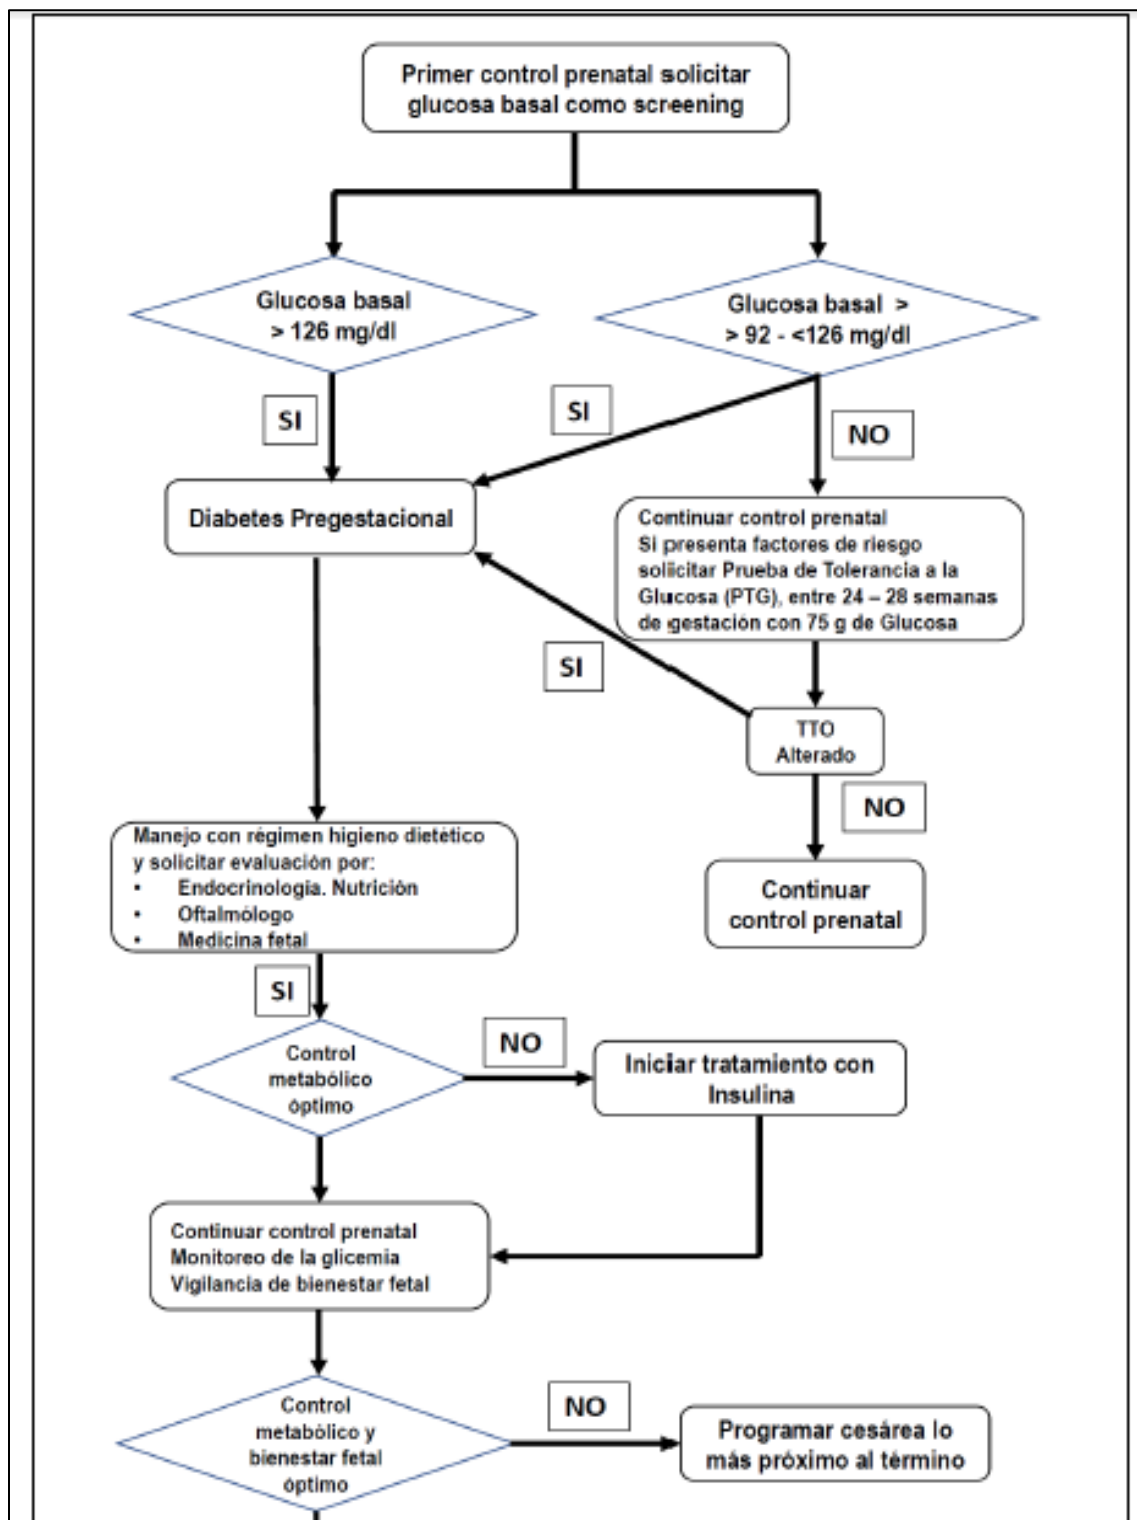 Primer control prenatal solicitar
glucosa basal como screening
Glucosa basal
> 126 mg/dl
Glucosa basal >
> 92 - <126 mg/dl
SI
SI
NO
Diabetes Pregestacional
Continuar control prenatal
Si presenta factores de riesgo
solicitar Prueba de Tolerancia a la
Glucosa (PTG), entre 24 – 28 semanas
de gestación con 75 g de Glucosa
SI
TTO
Alterado
NO
Manejo con régimen higieno dietético
y solicitar evaluación por:
• Endocrinología. Nutrición
• Oftalmólogo
• Medicina fetal
Continuar
control prenatal
SI
Control
metabólico
óptimo
NO
Iniciar tratamiento con
Insulina
Continuar control prenatal
Monitoreo de la glicemia
Vigilancia de bienestar fetal
Control
metabólico y
bienestar fetal
óptimo
NO
Programar cesárea lo
más próximo al término